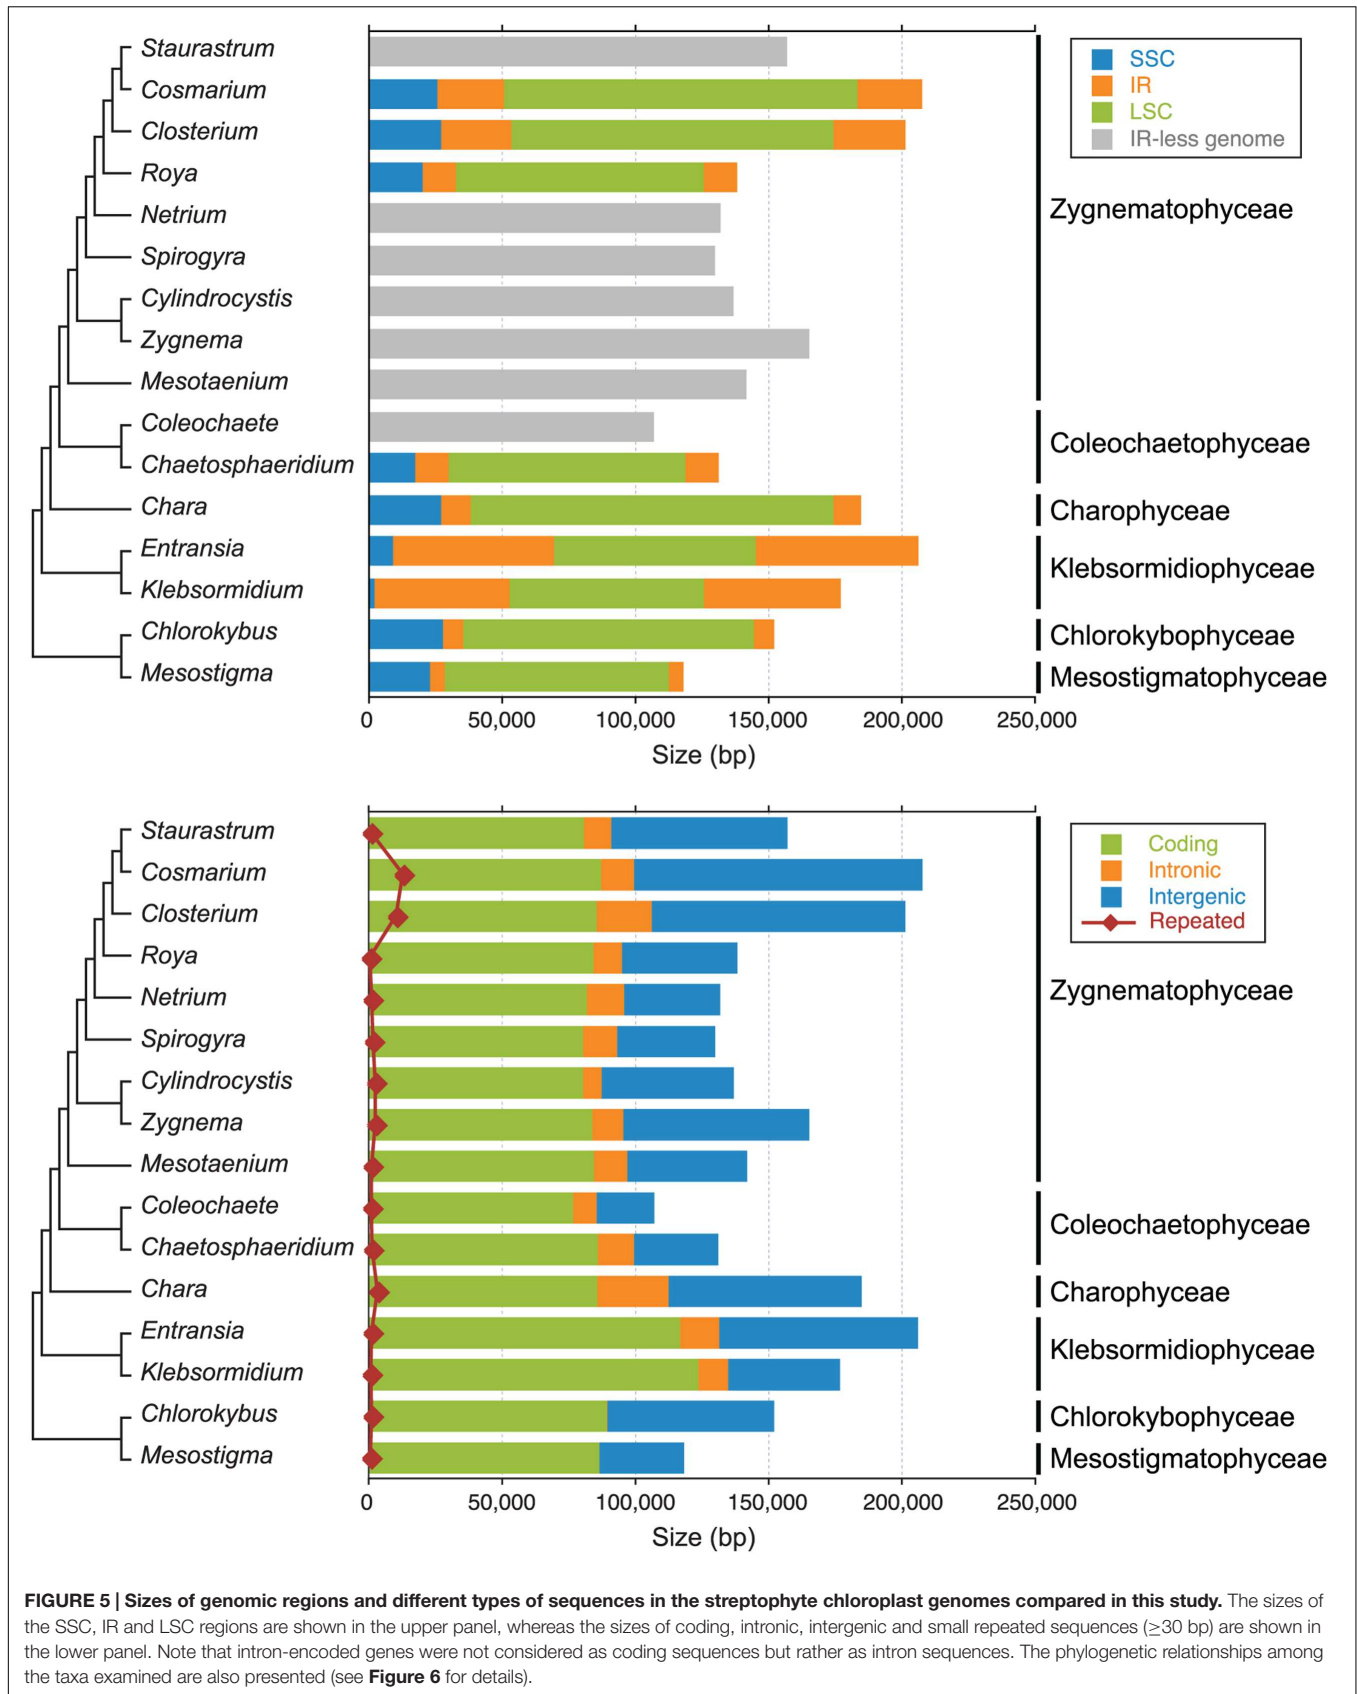 Staurastrum
Cosmarium
Closterium
Roya
Netrium
Spirogyra
Cylindrocystis
Zygnema
Mesotaenium
Coleochaete
Chaetosphaeridium
Chara
Entransia
Klebsormidium
Chlorokybus
Mesostigma
SSC
IR
LSC
IR-less genome
Zygnematophyceae
Coleochaetophyceae
Charophyceae
Klebsormidiophyceae
Chlorokybophyceae
Mesostigmatophyceae
0 50,000 100,000 150,000 200,000 250,000
Size (bp)
Staurastrum
Cosmarium
Closterium
Roya
Netrium
Spirogyra
Cylindrocystis
Zygnema
Mesotaenium
Coleochaete
Chaetosphaeridium
Chara
Entransia
Klebsormidium
Chlorokybus
Mesostigma
Coding
Intronic
Intergenic
Repeated
Zygnematophyceae
Coleochaetophyceae
Charophyceae
Klebsormidiophyceae
Chlorokybophyceae
Mesostigmatophyceae
0 50,000 100,000 150,000 200,000 250,000
Size (bp)
FIGURE 5 | Sizes of genomic regions and different types of sequences in the streptophyte chloroplast genomes compared in this study. The sizes of
the SSC, IR and LSC regions are shown in the upper panel, whereas the sizes of coding, intronic, intergenic and small repeated sequences (≥30 bp) are shown in
the lower panel. Note that intron-encoded genes were not considered as coding sequences but rather as intron sequences. The phylogenetic relationships among
the taxa examined are also presented (see Figure 6 for details).